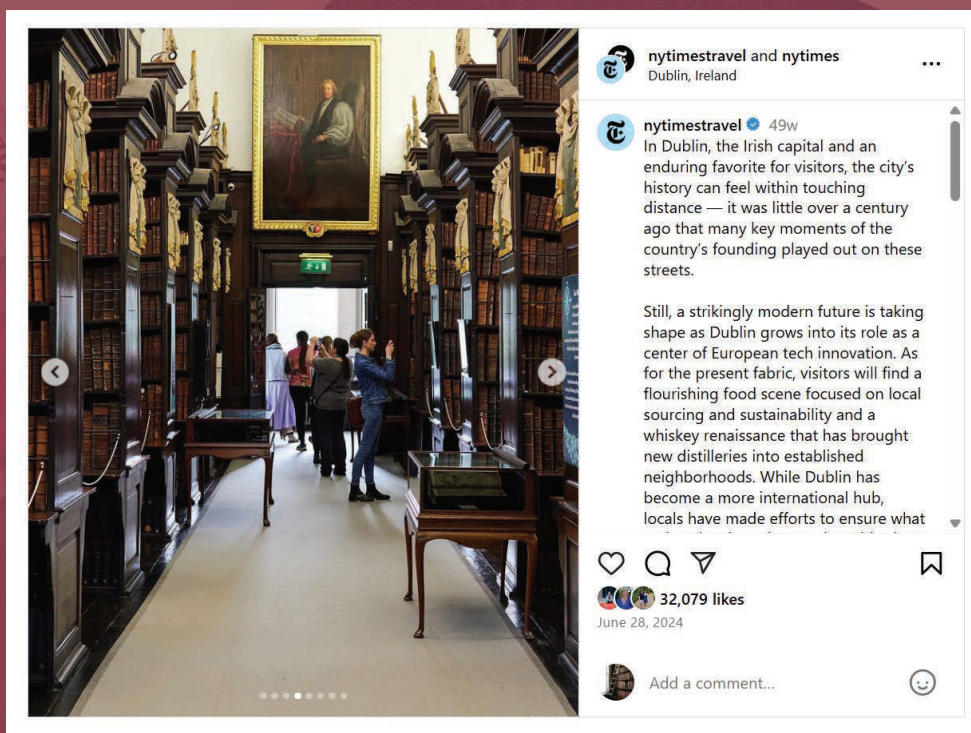 nytimestravel and nytimes
Dublin, Ireland
nytimestravel 49w
In Dublin, the Irish capital and an
enduring favorite for visitors, the city's
history can feel within touching
distance — it was little over a century
ago that many key moments of the
country's founding played out on these
streets.
Still, a strikingly modern future is taking
shape as Dublin grows into its role as a
center of European tech innovation. As
for the present fabric, visitors will find a
flourishing food scene focused on local
sourcing and sustainability and a
whiskey renaissance that has brought
new distilleries into established
neighborhoods. While Dublin has
become a more international hub,
locals have made efforts to ensure what
32,079 likes
June 28, 2024
Add a comment...